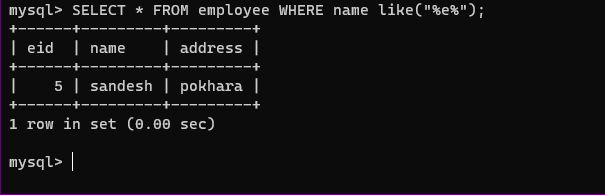 mysql> SELECT * FROM employee WHERE name like("%e%");
+------+---------+---------+
| eid  | name    | address |
+------+---------+---------+
|    5 | sandesh | pokhara |
+------+---------+---------+
1 row in set (0.00 sec)
mysql>